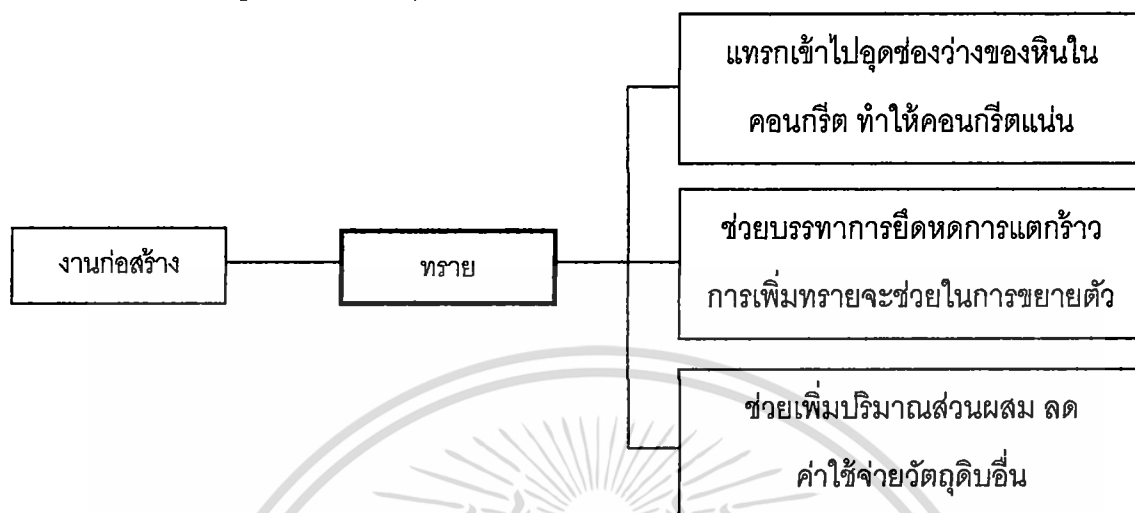 แทรกเข้าไปอุดช่องว่างของหินใน
คอนกรีต ทำให้คอนกรีตแน่น
งานก่อสร้าง
ทราย
ช่วยบรรทาการยืดหดการแตกร้าว
การเพิ่มทรายจะช่วยในการขยายตัว
ช่วยเพิ่มปริมาณส่วนผสม ลด
ค่าใช้จ่ายวัตถุดิบอื่น